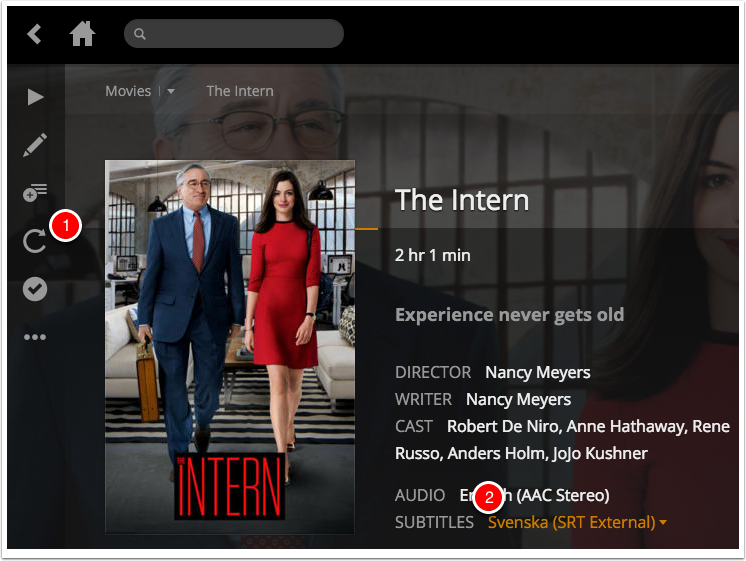 Movies The Intern
1
The Intern
2 hr 1 min
Experience never gets old
DIRECTOR Nancy Meyers
WRITER Nancy Meyers
CAST Robert De Niro, Anne Hathaway, Rene
Russo, Anders Holm, JoJo Kushner
THE
INTERN
AUDIO (AAC Stereo)
2
SUBTITLES Svenska (SRT External)